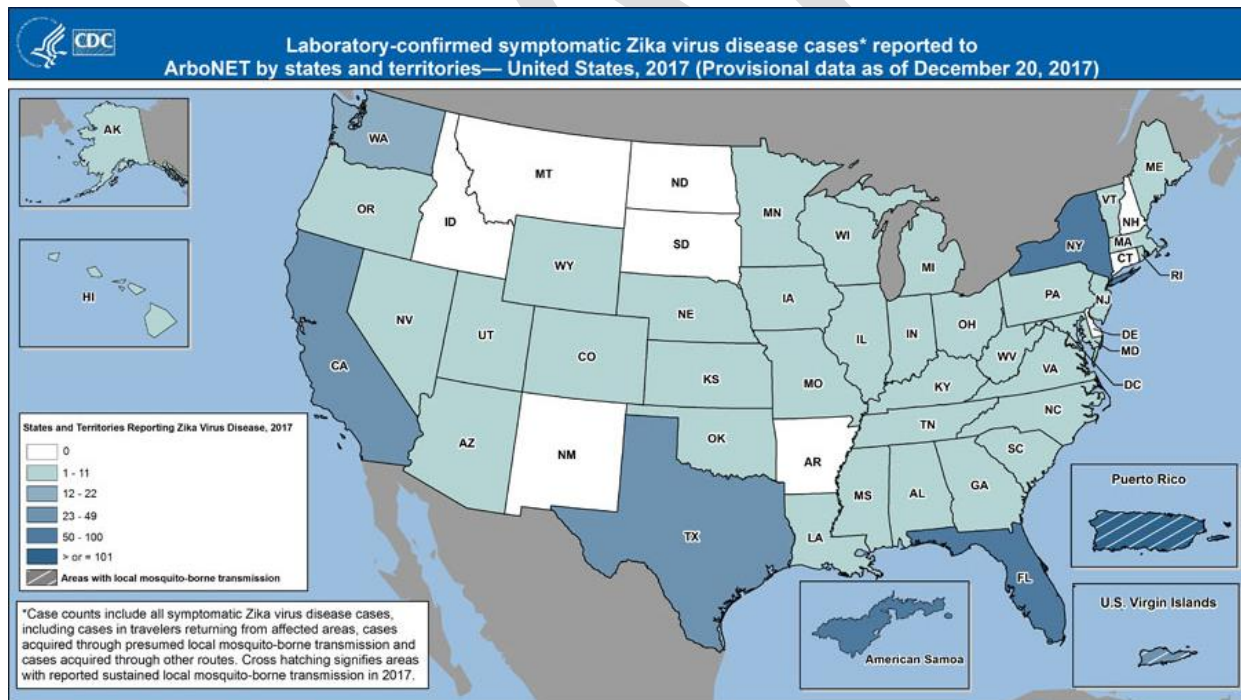 CDC
Laboratory-confirmed symptomatic Zika virus disease cases* reported to
ArboNET by states and territories— United States, 2017 (Provisional data as of December 20, 2017)
AK
HI
WA
OR
CA
NV
ID
MT
WY
UT
CO
AZ
NM
ND
SD
NE
KS
OK
TX
MN
IA
MO
AR
LA
WI
IL
MI
IN
OH
KY
TN
MS
AL
GA
FL
SC
NC
VA
WV
PA
NY
NJ
VT
NH
ME
MA
CT
RI
DE
MD
DC
States and Territories Reporting Zika Virus Disease, 2017
0
1 - 11
12 - 22
23 - 49
50 - 100
> or = 101
Areas with local mosquito-borne transmission
*Case counts include all symptomatic Zika virus disease cases,
including cases in travelers returning from affected areas, cases
acquired through presumed local mosquito-borne transmission and
cases acquired through other routes. Cross hatching signifies areas
with reported sustained local mosquito-borne transmission in 2017.
American Samoa
Puerto Rico
U.S. Virgin Islands